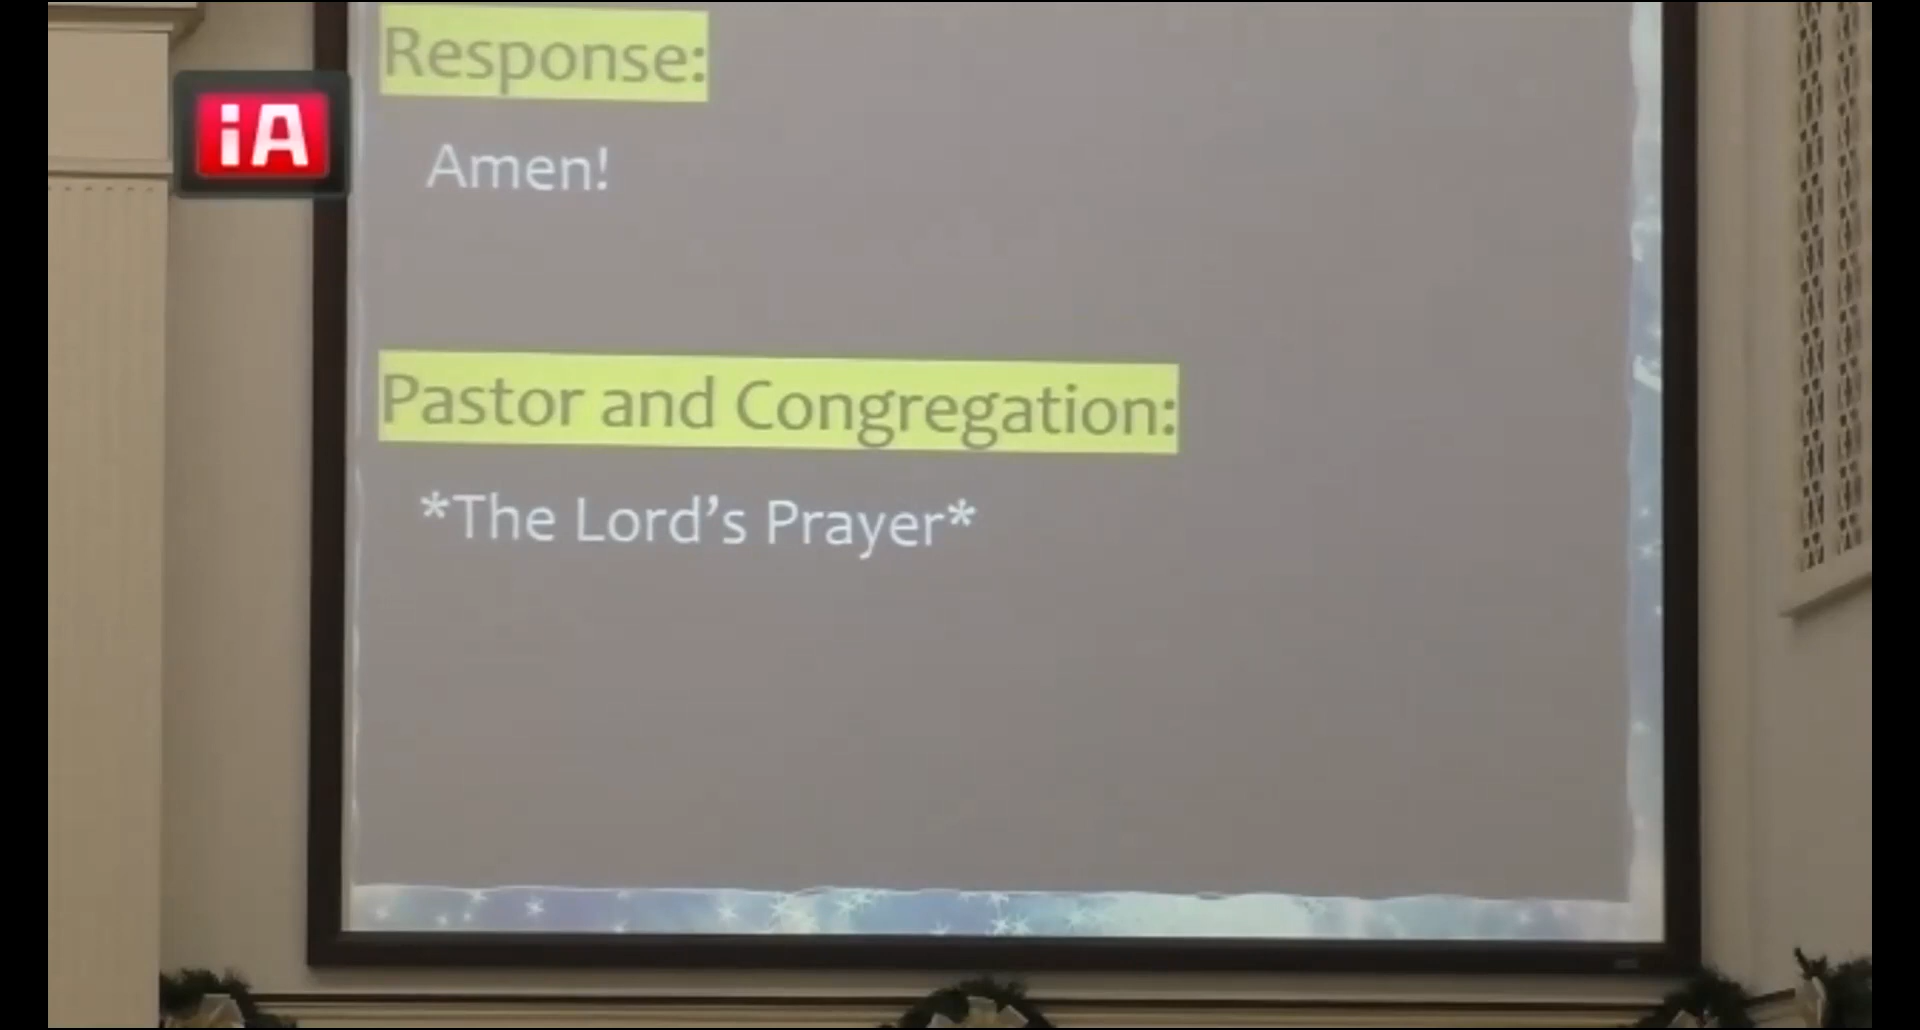 Response:
iA
Amen!
Pastor and Congregation:
*The Lord's Prayer*